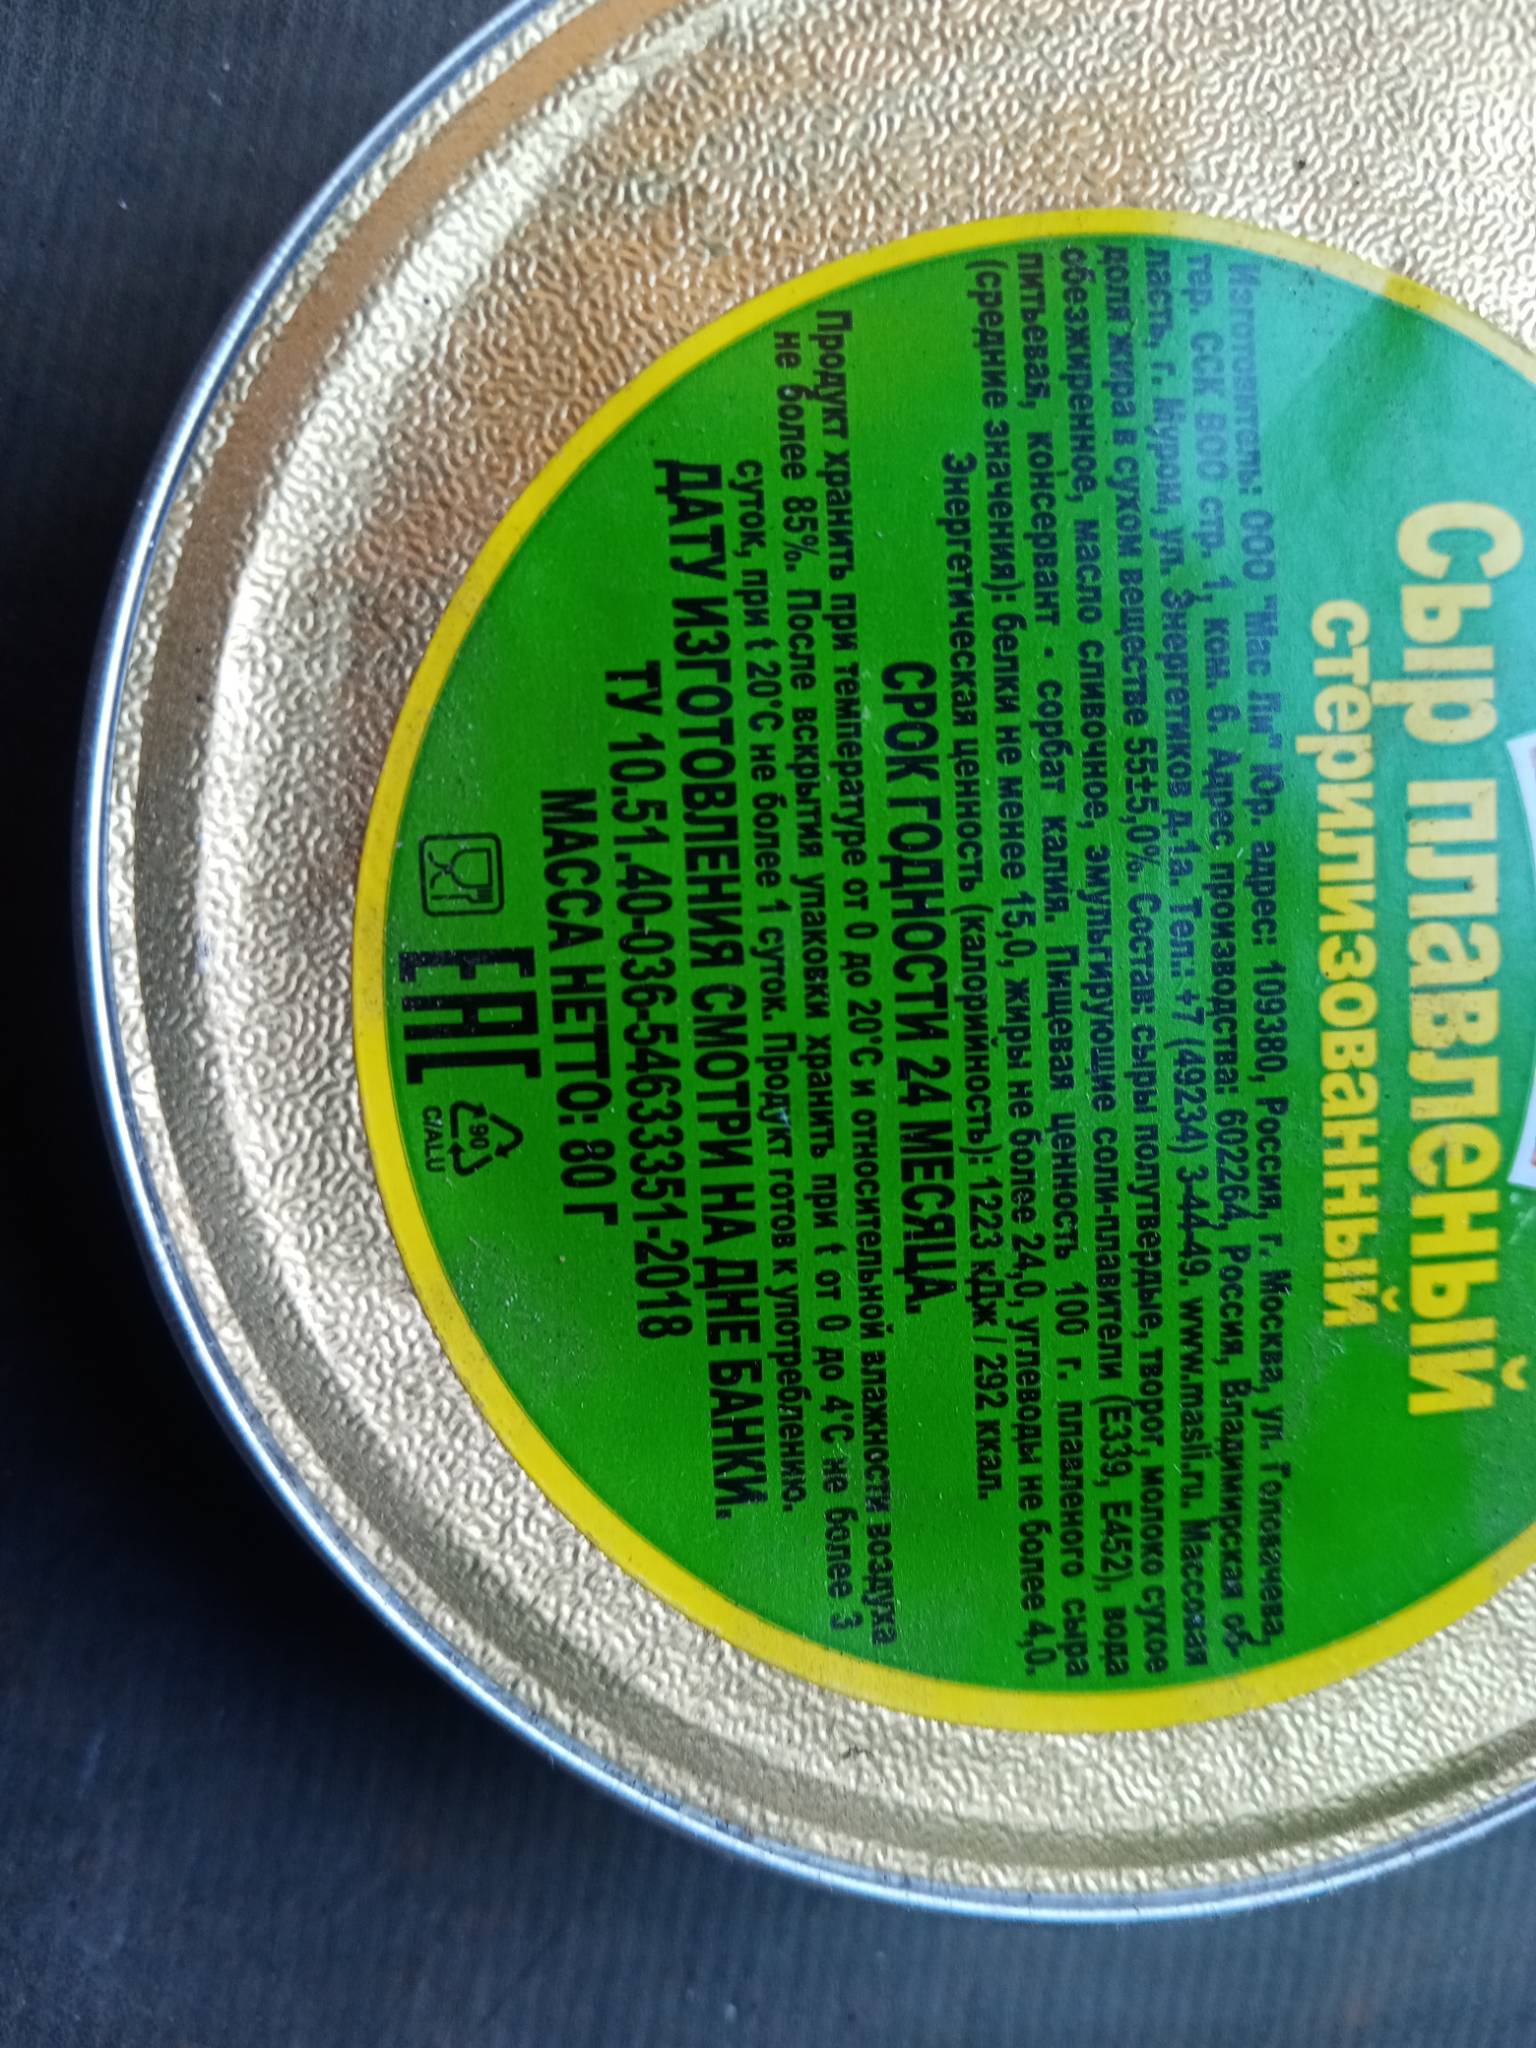 Сыр плавленый
стерилизованный
Изготовитель: ООО "Мас Ли" Юр. адрес: 109380, Россия, г. Москва, ул. Головачева,
тер. ССК ВОО стр. 1, ком. 6. Адрес производства: 602264, Россия, Владимирская об-
ласть, г. Муром, ул. Энергетиков д.1а. Тел.: +7 (49234) 3-44-49. www.masli.ru. Массовая
доля жира в сухом веществе 55±5,0%. Состав: сыры полутвердые, творог, молоко сухое
обезжиренное, масло сливочное, эмульгирующие соли-плавители (Е339, Е452), вода
питьевая, консервант - сорбат калия. Пищевая ценность 100 г. плавленого сыра
(средние значения): белки не менее 15,0, жиры не более 24,0, углеводы не более 4,0.
Энергетическая ценность (калорийность): 1223 кДж / 292 ккал.
СРОК ГОДНОСТИ 24 МЕСЯЦА.
Продукт хранить при температуре от 0 до 20°С и относительной влажности воздуха
не более 85%. После вскрытия упаковки хранить при t от 0 до 4°С не более 3
суток, при t 20°С не более 1 суток. Продукт готов к употреблению.
ДАТУ ИЗГОТОВЛЕНИЯ СМОТРИ НА ДНЕ БАНКИ.
ТУ 10.51.40-036-54633351-2018
МАССА НЕТТО: 80 Г
EAC
90
C/ALU